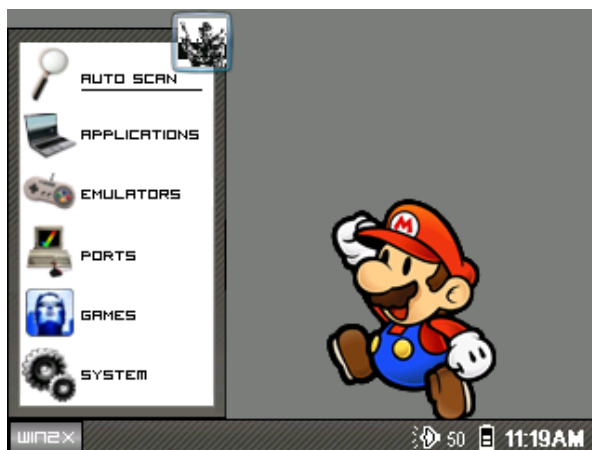 AUTO SCAN
APPLICATIONS
EMULATORS
PORTS
GAMES
SYSTEM
M
WIN2X 50 11:19AM